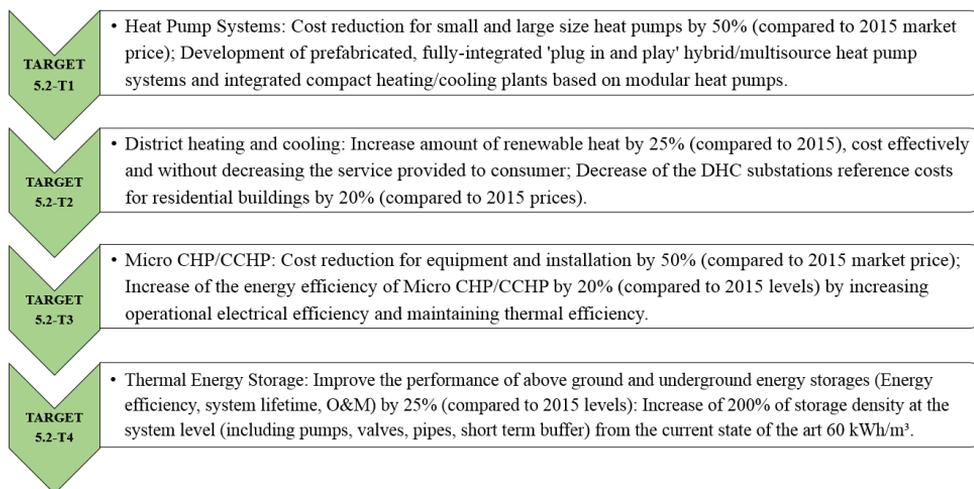 TARGET
5.2-T1
• Heat Pump Systems: Cost reduction for small and large size heat pumps by 50% (compared to 2015 market
price); Development of prefabricated, fully-integrated 'plug in and play' hybrid/multisource heat pump
systems and integrated compact heating/cooling plants based on modular heat pumps.
TARGET
5.2-T2
• District heating and cooling: Increase amount of renewable heat by 25% (compared to 2015), cost effectively
and without decreasing the service provided to consumer; Decrease of the DHC substations reference costs
for residential buildings by 20% (compared to 2015 prices).
TARGET
5.2-T3
• Micro CHP/CCHP: Cost reduction for equipment and installation by 50% (compared to 2015 market price);
Increase of the energy efficiency of Micro CHP/CCHP by 20% (compared to 2015 levels) by increasing
operational electrical efficiency and maintaining thermal efficiency.
TARGET
5.2-T4
• Thermal Energy Storage: Improve the performance of above ground and underground energy storages (Energy
efficiency, system lifetime, O&M) by 25% (compared to 2015 levels): Increase of 200% of storage density at the
system level (including pumps, valves, pipes, short term buffer) from the current state of the art 60 kWh/m³.